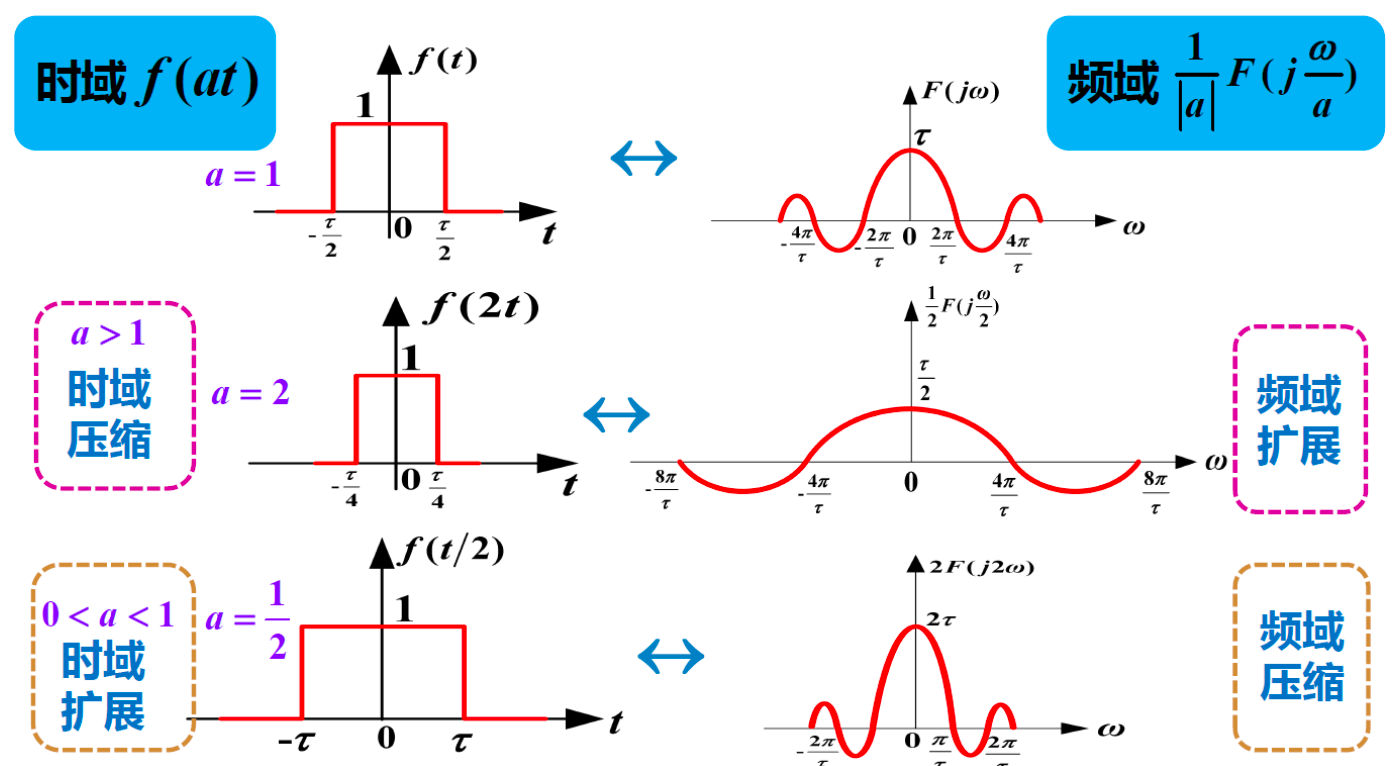 时域 f(at)
频域 1/|a| F(j ω/a)
f(t)
1
a = 1
-τ/2
0
τ/2
t
F(jω)
τ
-4π/τ
-2π/τ
0
2π/τ
4π/τ
ω
a > 1
时域
压缩
a = 2
f(2t)
1
-τ/4
0
τ/4
t
1/2 F(j ω/2)
τ/2
-8π/τ
-4π/τ
0
4π/τ
8π/τ
ω
频域
扩展
0 < a < 1
时域
扩展
a = 1/2
f(t/2)
1
-τ
0
τ
t
2F(j2ω)
2τ
-2π/τ
0
π/τ
2π/τ
ω
频域
压缩